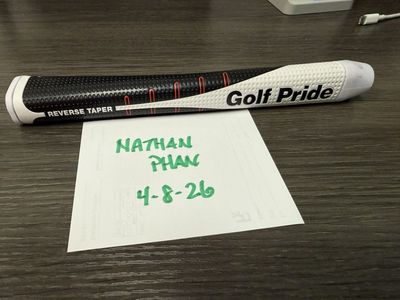 REVERSE TAPER
Golf Pride
NATHAN
PHAN
4-8-26